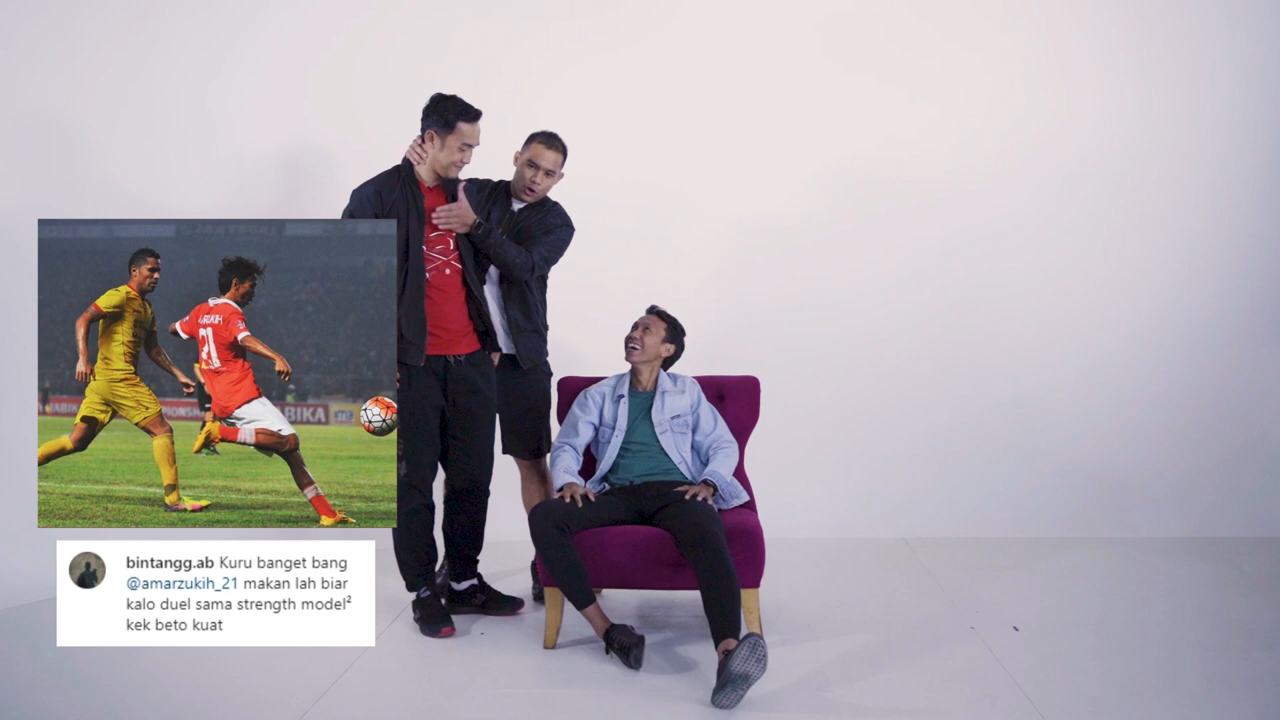 21
BIKA
bintangg.ab Kuru banget bang
@amarzukih_21 makan lah biar
kalo duel sama strength model²
kek beto kuat